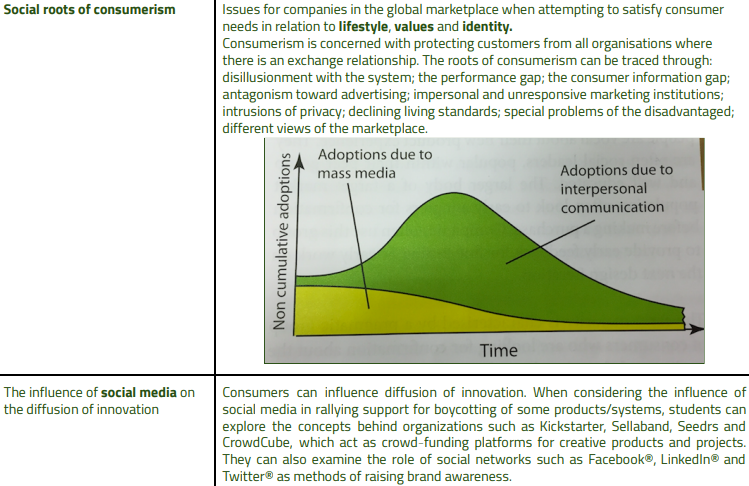 Social roots of consumerism
Issues for companies in the global marketplace when attempting to satisfy consumer
needs in relation to lifestyle, values and identity.
Consumerism is concerned with protecting customers from all organisations where
there is an exchange relationship. The roots of consumerism can be traced through:
disillusionment with the system; the performance gap; the consumer information gap;
antagonism toward advertising; impersonal and unresponsive marketing institutions;
intrusions of privacy; declining living standards; special problems of the disadvantaged;
different views of the marketplace.
Non cumulative adoptions
Adoptions due to
mass media
Adoptions due to
interpersonal
communication
Time
The influence of social media on
the diffusion of innovation
Consumers can influence diffusion of innovation. When considering the influence of
social media in rallying support for boycotting of some products/systems, students can
explore the concepts behind organizations such as Kickstarter, Sellaband, Seedrs and
CrowdCube, which act as crowd-funding platforms for creative products and projects.
They can also examine the role of social networks such as Facebook®, LinkedIn® and
Twitter® as methods of raising brand awareness.